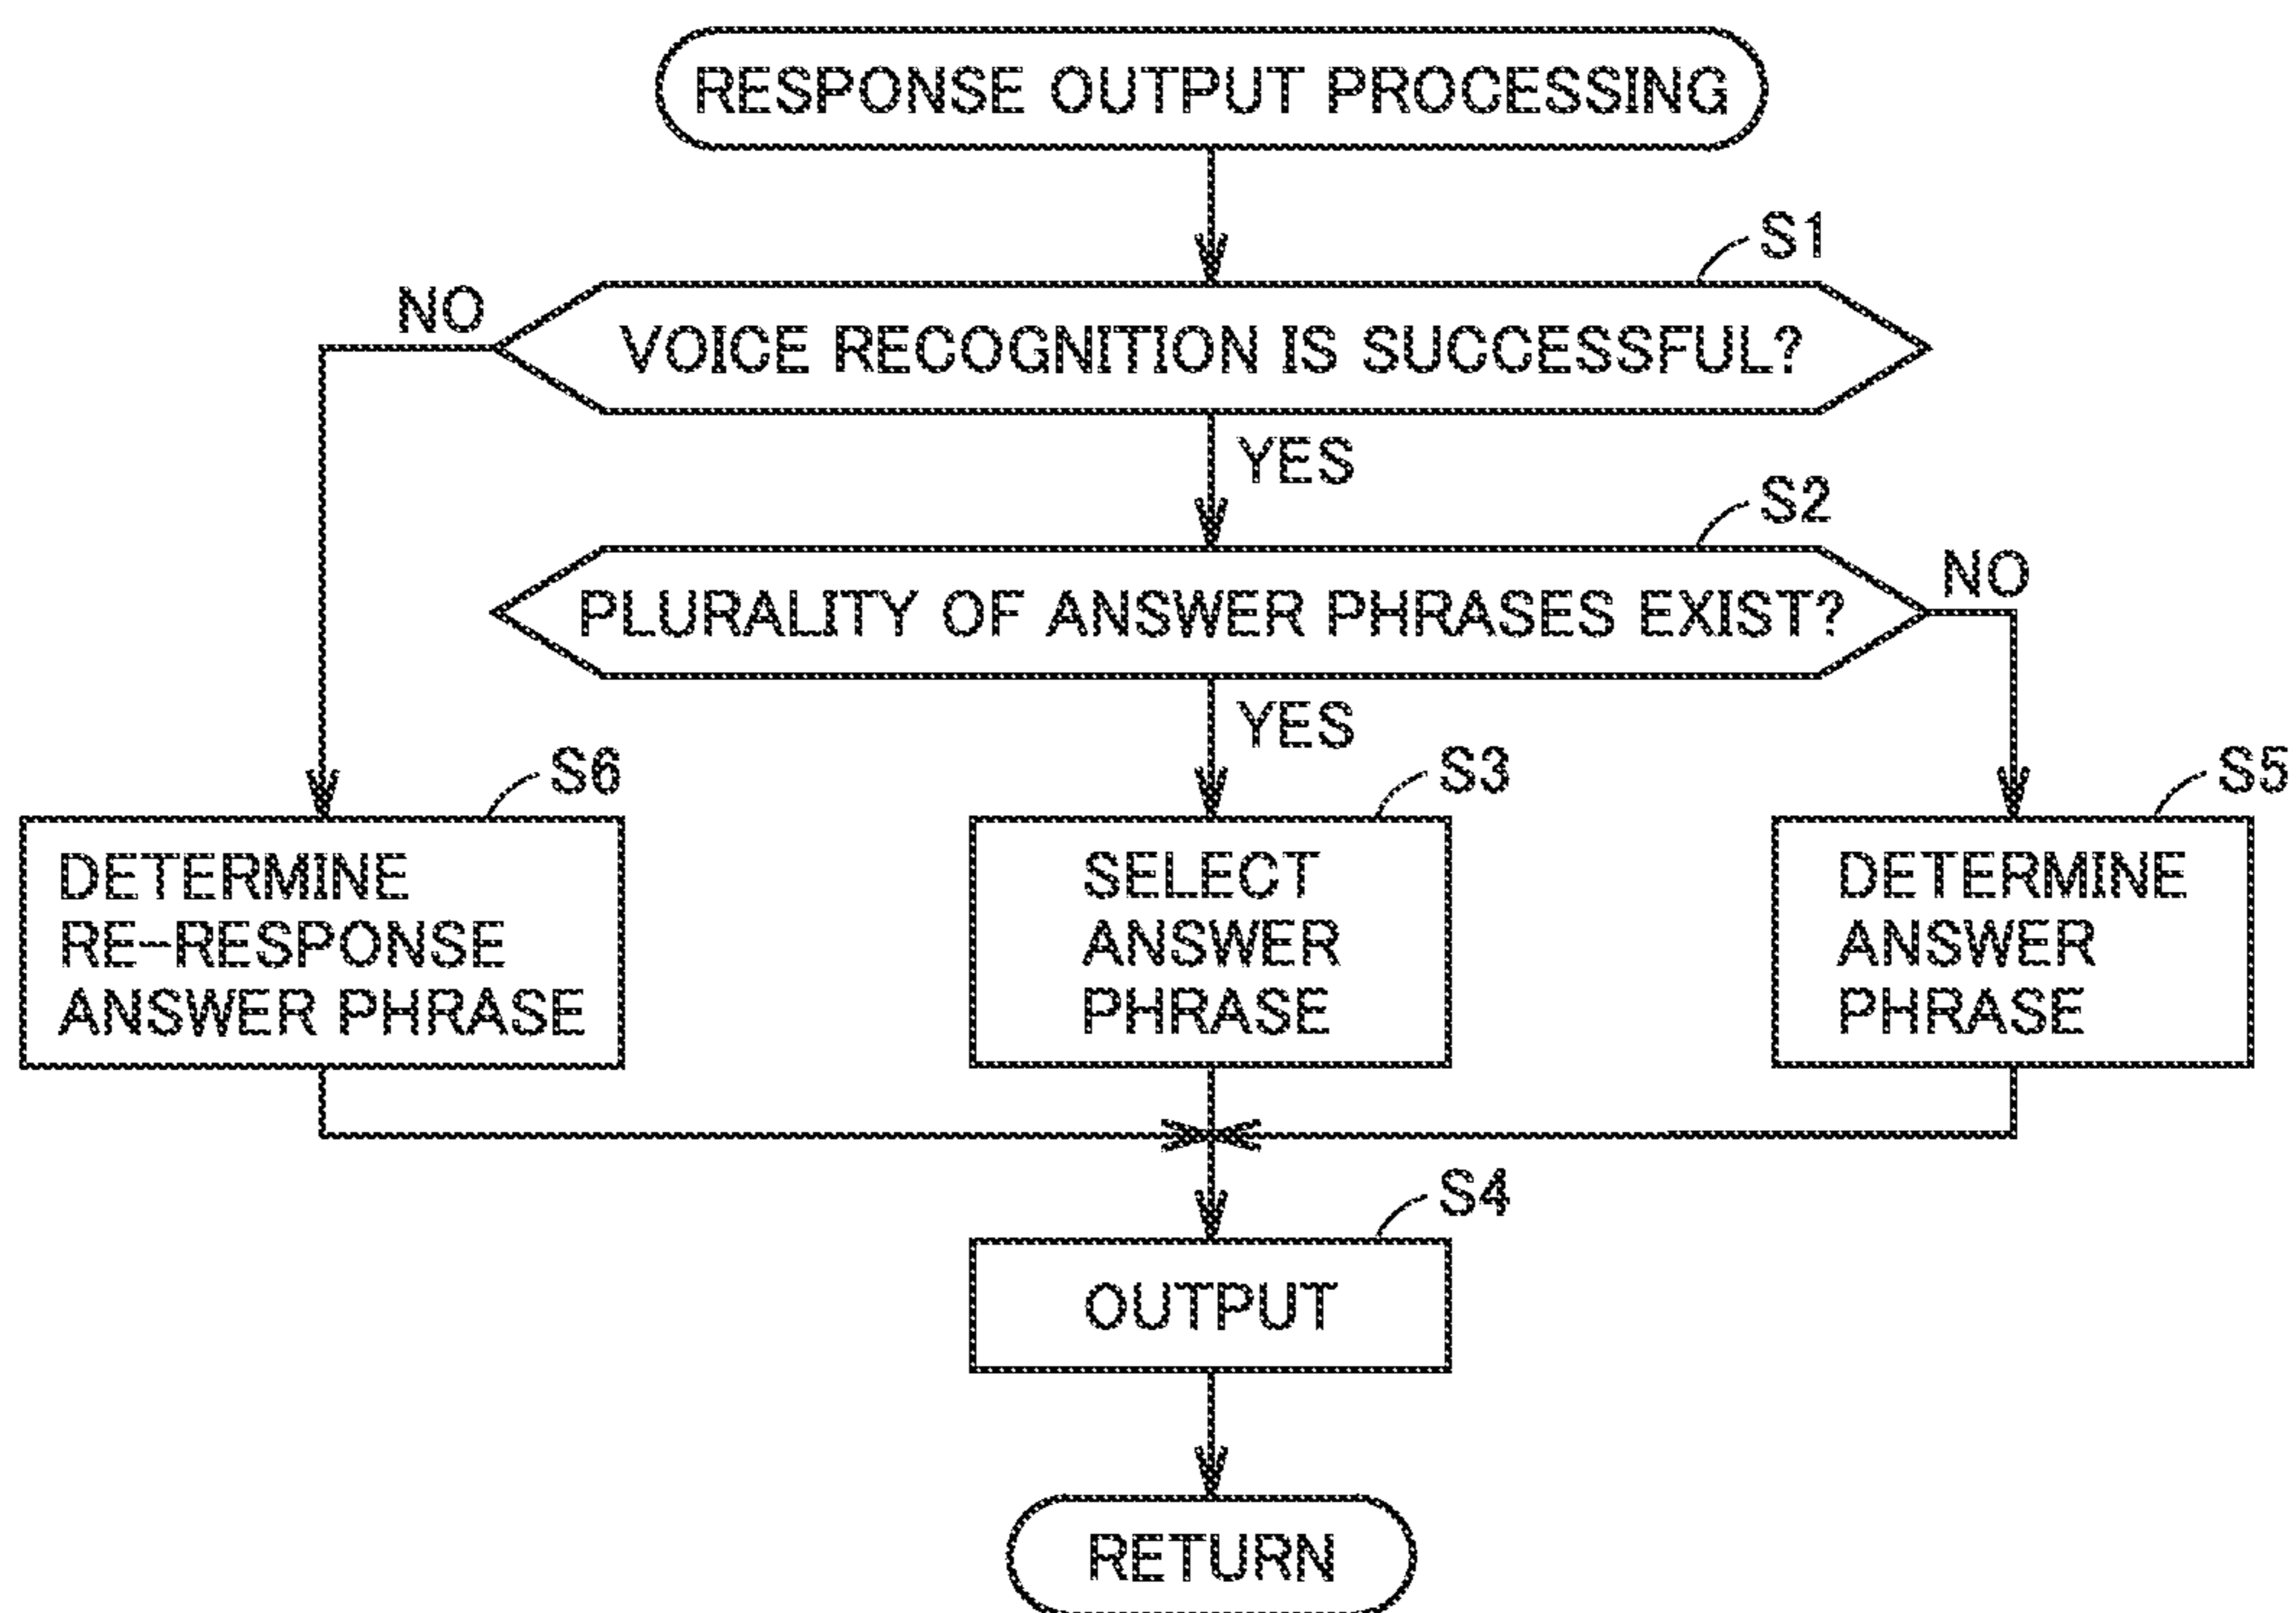 RESPONSE OUTPUT PROCESSING
S1
NO
VOICE RECOGNITION IS SUCCESSFUL?
YES
S2
NO
PLURALITY OF ANSWER PHRASES EXIST?
YES
S6
S3
S5
DETERMINE
RE-RESPONSE
ANSWER PHRASE
SELECT
ANSWER
PHRASE
DETERMINE
ANSWER
PHRASE
S4
OUTPUT
RETURN